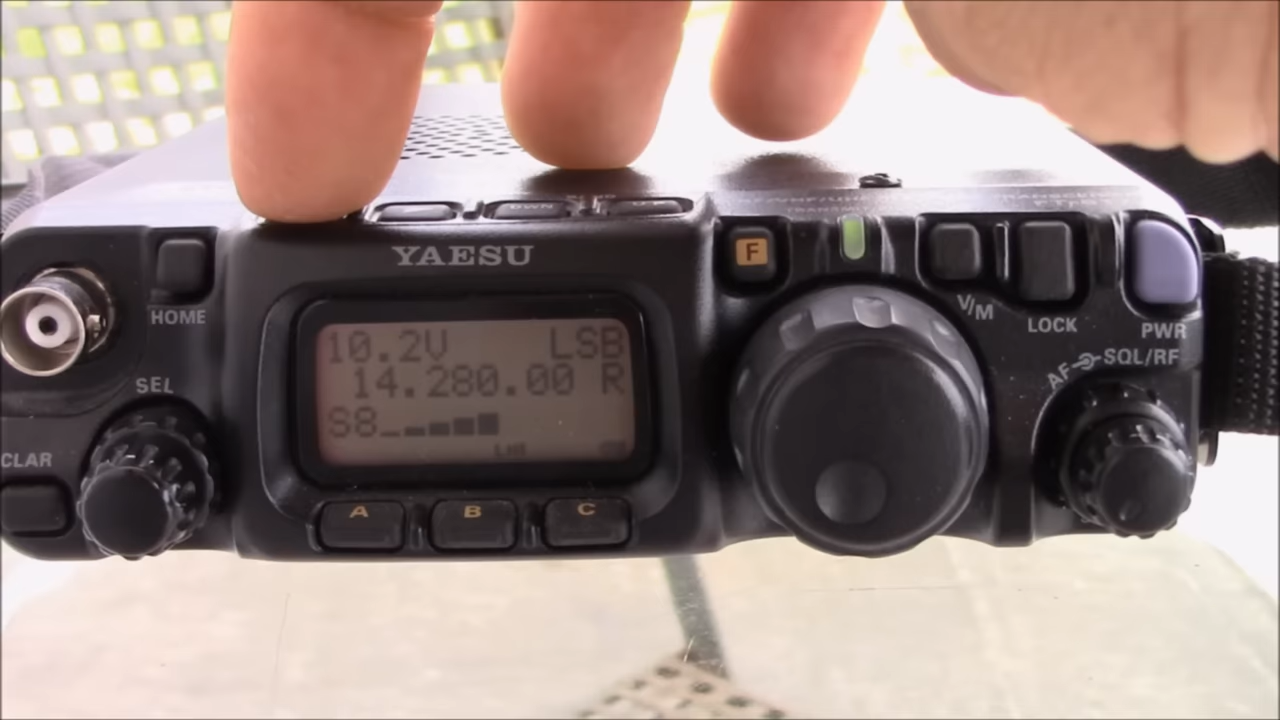 YAESU
F
HOME
V/M
LOCK
PWR
AF SQL/RF
SEL
10.2V LSB
14.280.00 R
S8
CLAR
A B C